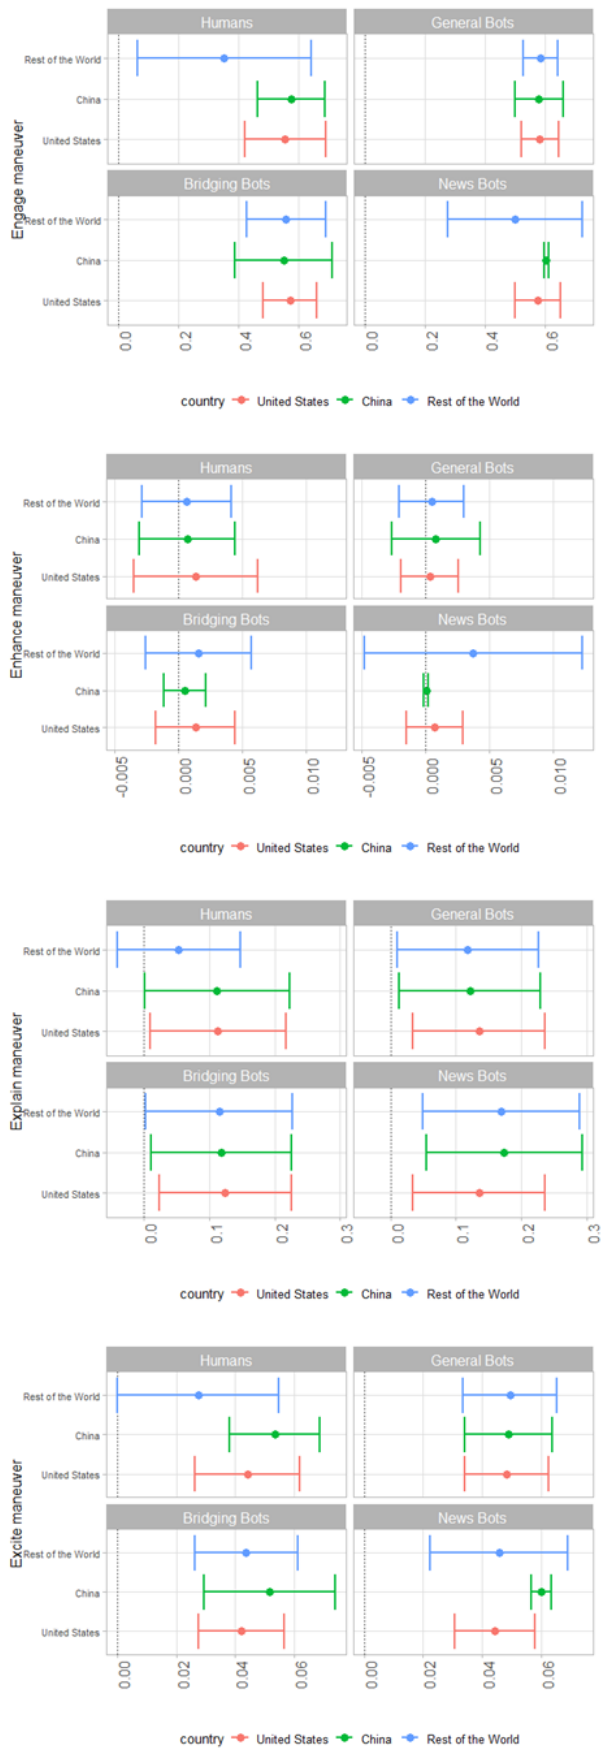 Humans
General Bots
Engage maneuver
Rest of the World
China
United States
Bridging Bots
News Bots
Rest of the World
China
United States
0.0
0.2
0.4
0.6
0.0
0.2
0.4
0.6
country United States China Rest of the World
Humans
General Bots
Enhance maneuver
Rest of the World
China
United States
Bridging Bots
News Bots
Rest of the World
China
United States
-0.005
0.000
0.005
0.010
-0.005
0.000
0.005
0.010
country United States China Rest of the World
Humans
General Bots
Explain maneuver
Rest of the World
China
United States
Bridging Bots
News Bots
Rest of the World
China
United States
0.0
0.1
0.2
0.3
0.0
0.1
0.2
0.3
country United States China Rest of the World
Humans
General Bots
Excite maneuver
Rest of the World
China
United States
Bridging Bots
News Bots
Rest of the World
China
United States
0.00
0.02
0.04
0.06
0.00
0.02
0.04
0.06
country United States China Rest of the World